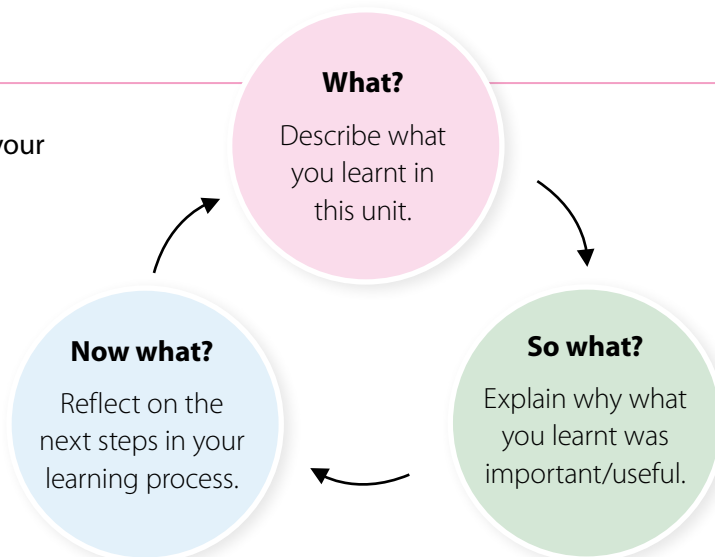 your
What?
Describe what
you learnt in
this unit.
So what?
Explain why what
you learnt was
important/useful.
Now what?
Reflect on the
next steps in your
learning process.